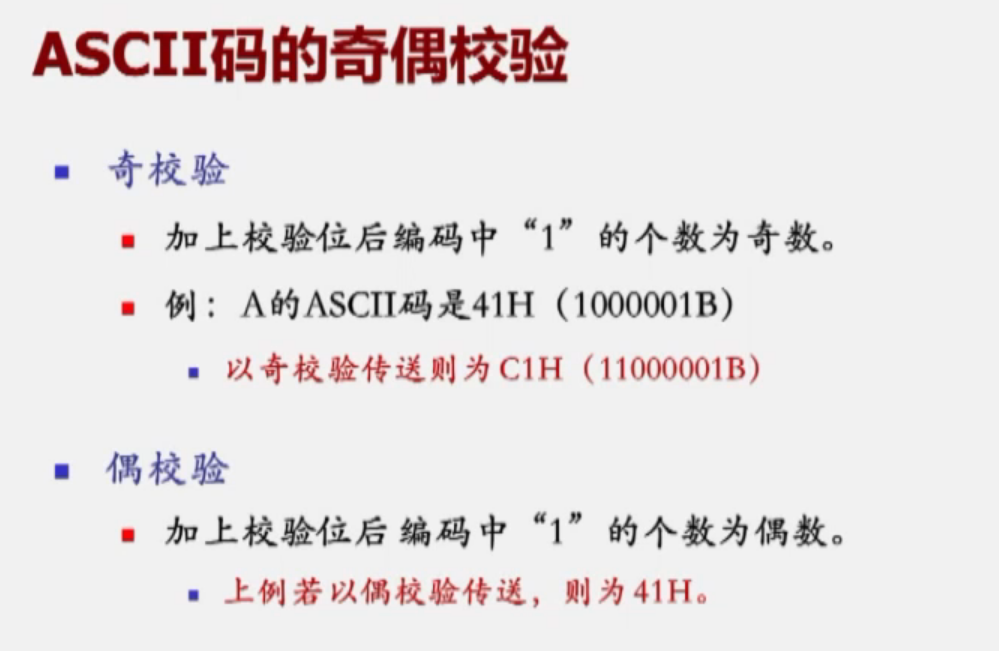 ASCII码的奇偶校验
奇校验
加上校验位后编码中“1”的个数为奇数。
例：A的ASCII码是41H（1000001B）
以奇校验传送则为C1H（11000001B）
偶校验
加上校验位后编码中“1”的个数为偶数。
上例若以偶校验传送，则为41H。